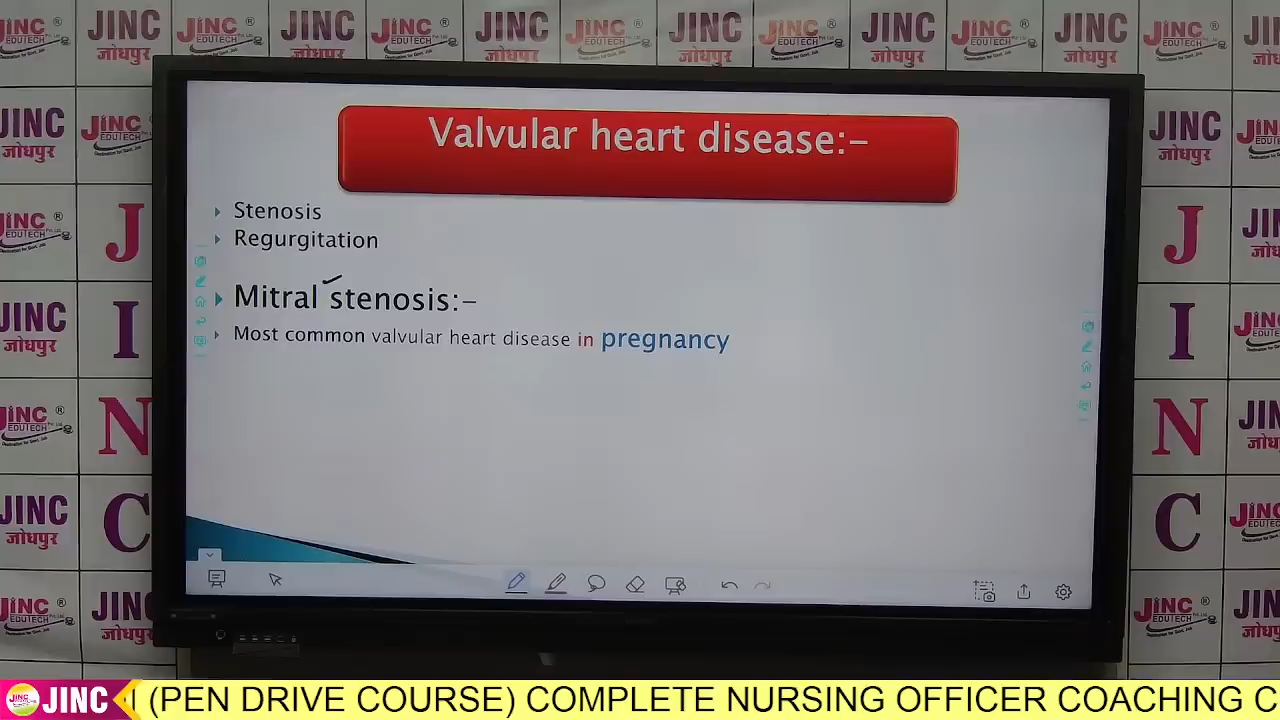 Valvular heart disease:-
Stenosis
Regurgitation
Mitral stenosis:-
Most common valvular heart disease in pregnancy
JINC
जोधपुर
JINC
EDUTECH
J
I
N
C
J
I
N
C
JINC (PEN DRIVE COURSE) COMPLETE NURSING OFFICER COACHING C